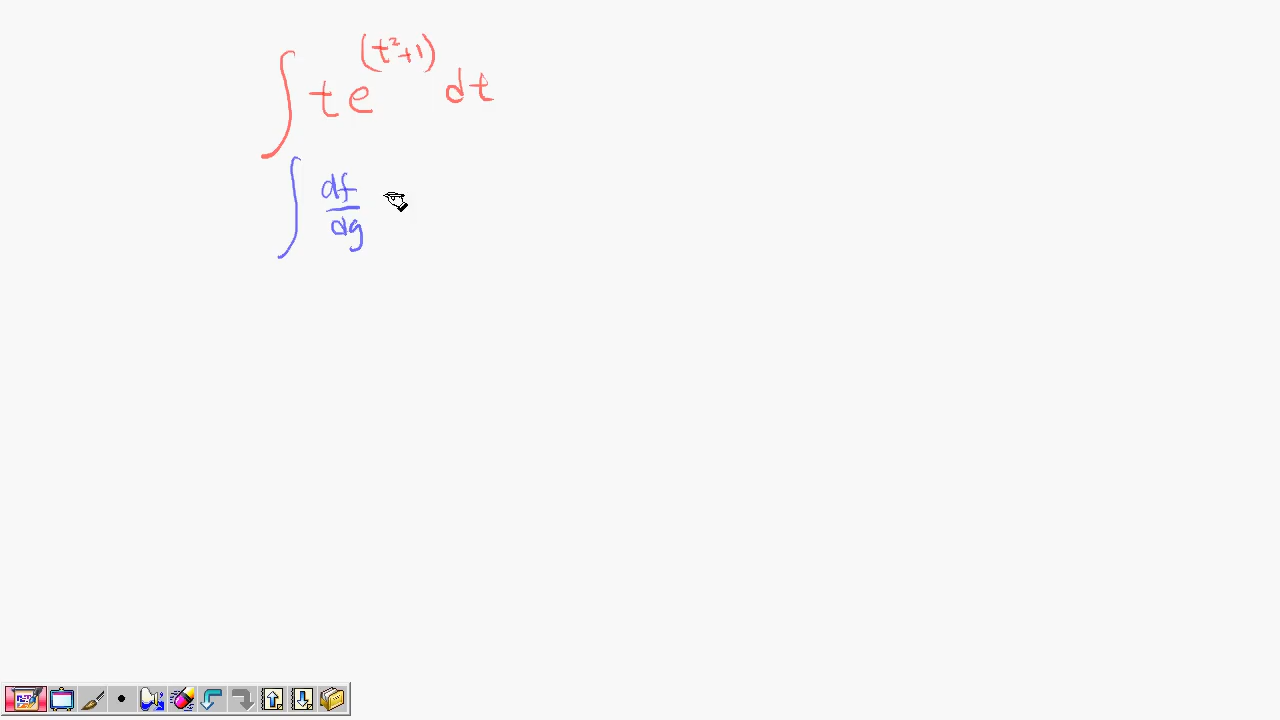 ∫ t e^(t²+1) dt
∫ df/dg